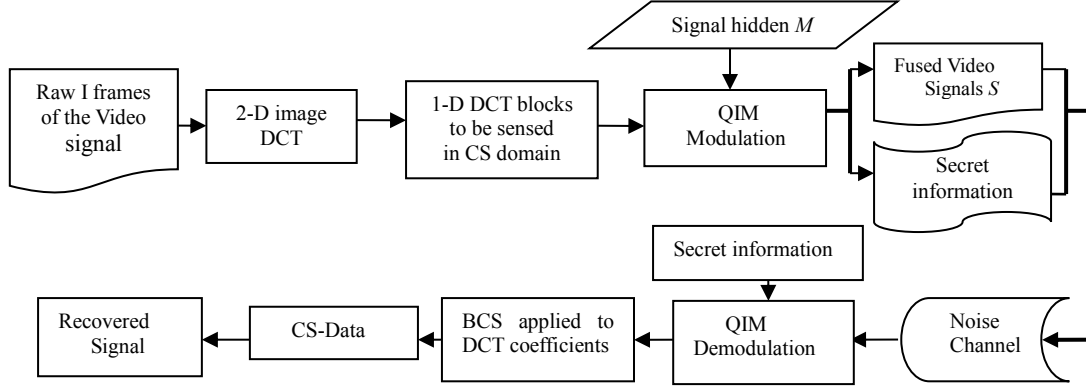 Signal hidden M
Raw I frames
of the Video
signal
2-D image
DCT
1-D DCT blocks
to be sensed
in CS domain
QIM
Modulation
Fused Video
Signals S
Secret
information
Secret information
Recovered
Signal
CS-Data
BCS applied to
DCT coefficients
QIM
Demodulation
Noise
Channel